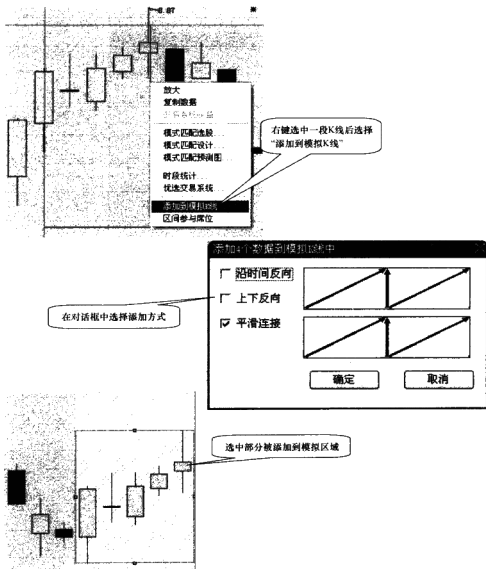 放大
复制数据
模式匹配选股...
模式匹配设计...
模式匹配预测图...
时段统计...
优选交易系统...
添加到模拟K线
区间参与席位
右键选中一段K线后选择
“添加到模拟K线”
添加4个数据到模拟K线中
沿时间反向
上下反向
平滑连接
确定
取消
在对话框中选择添加方式
选中部分被添加到模拟区域